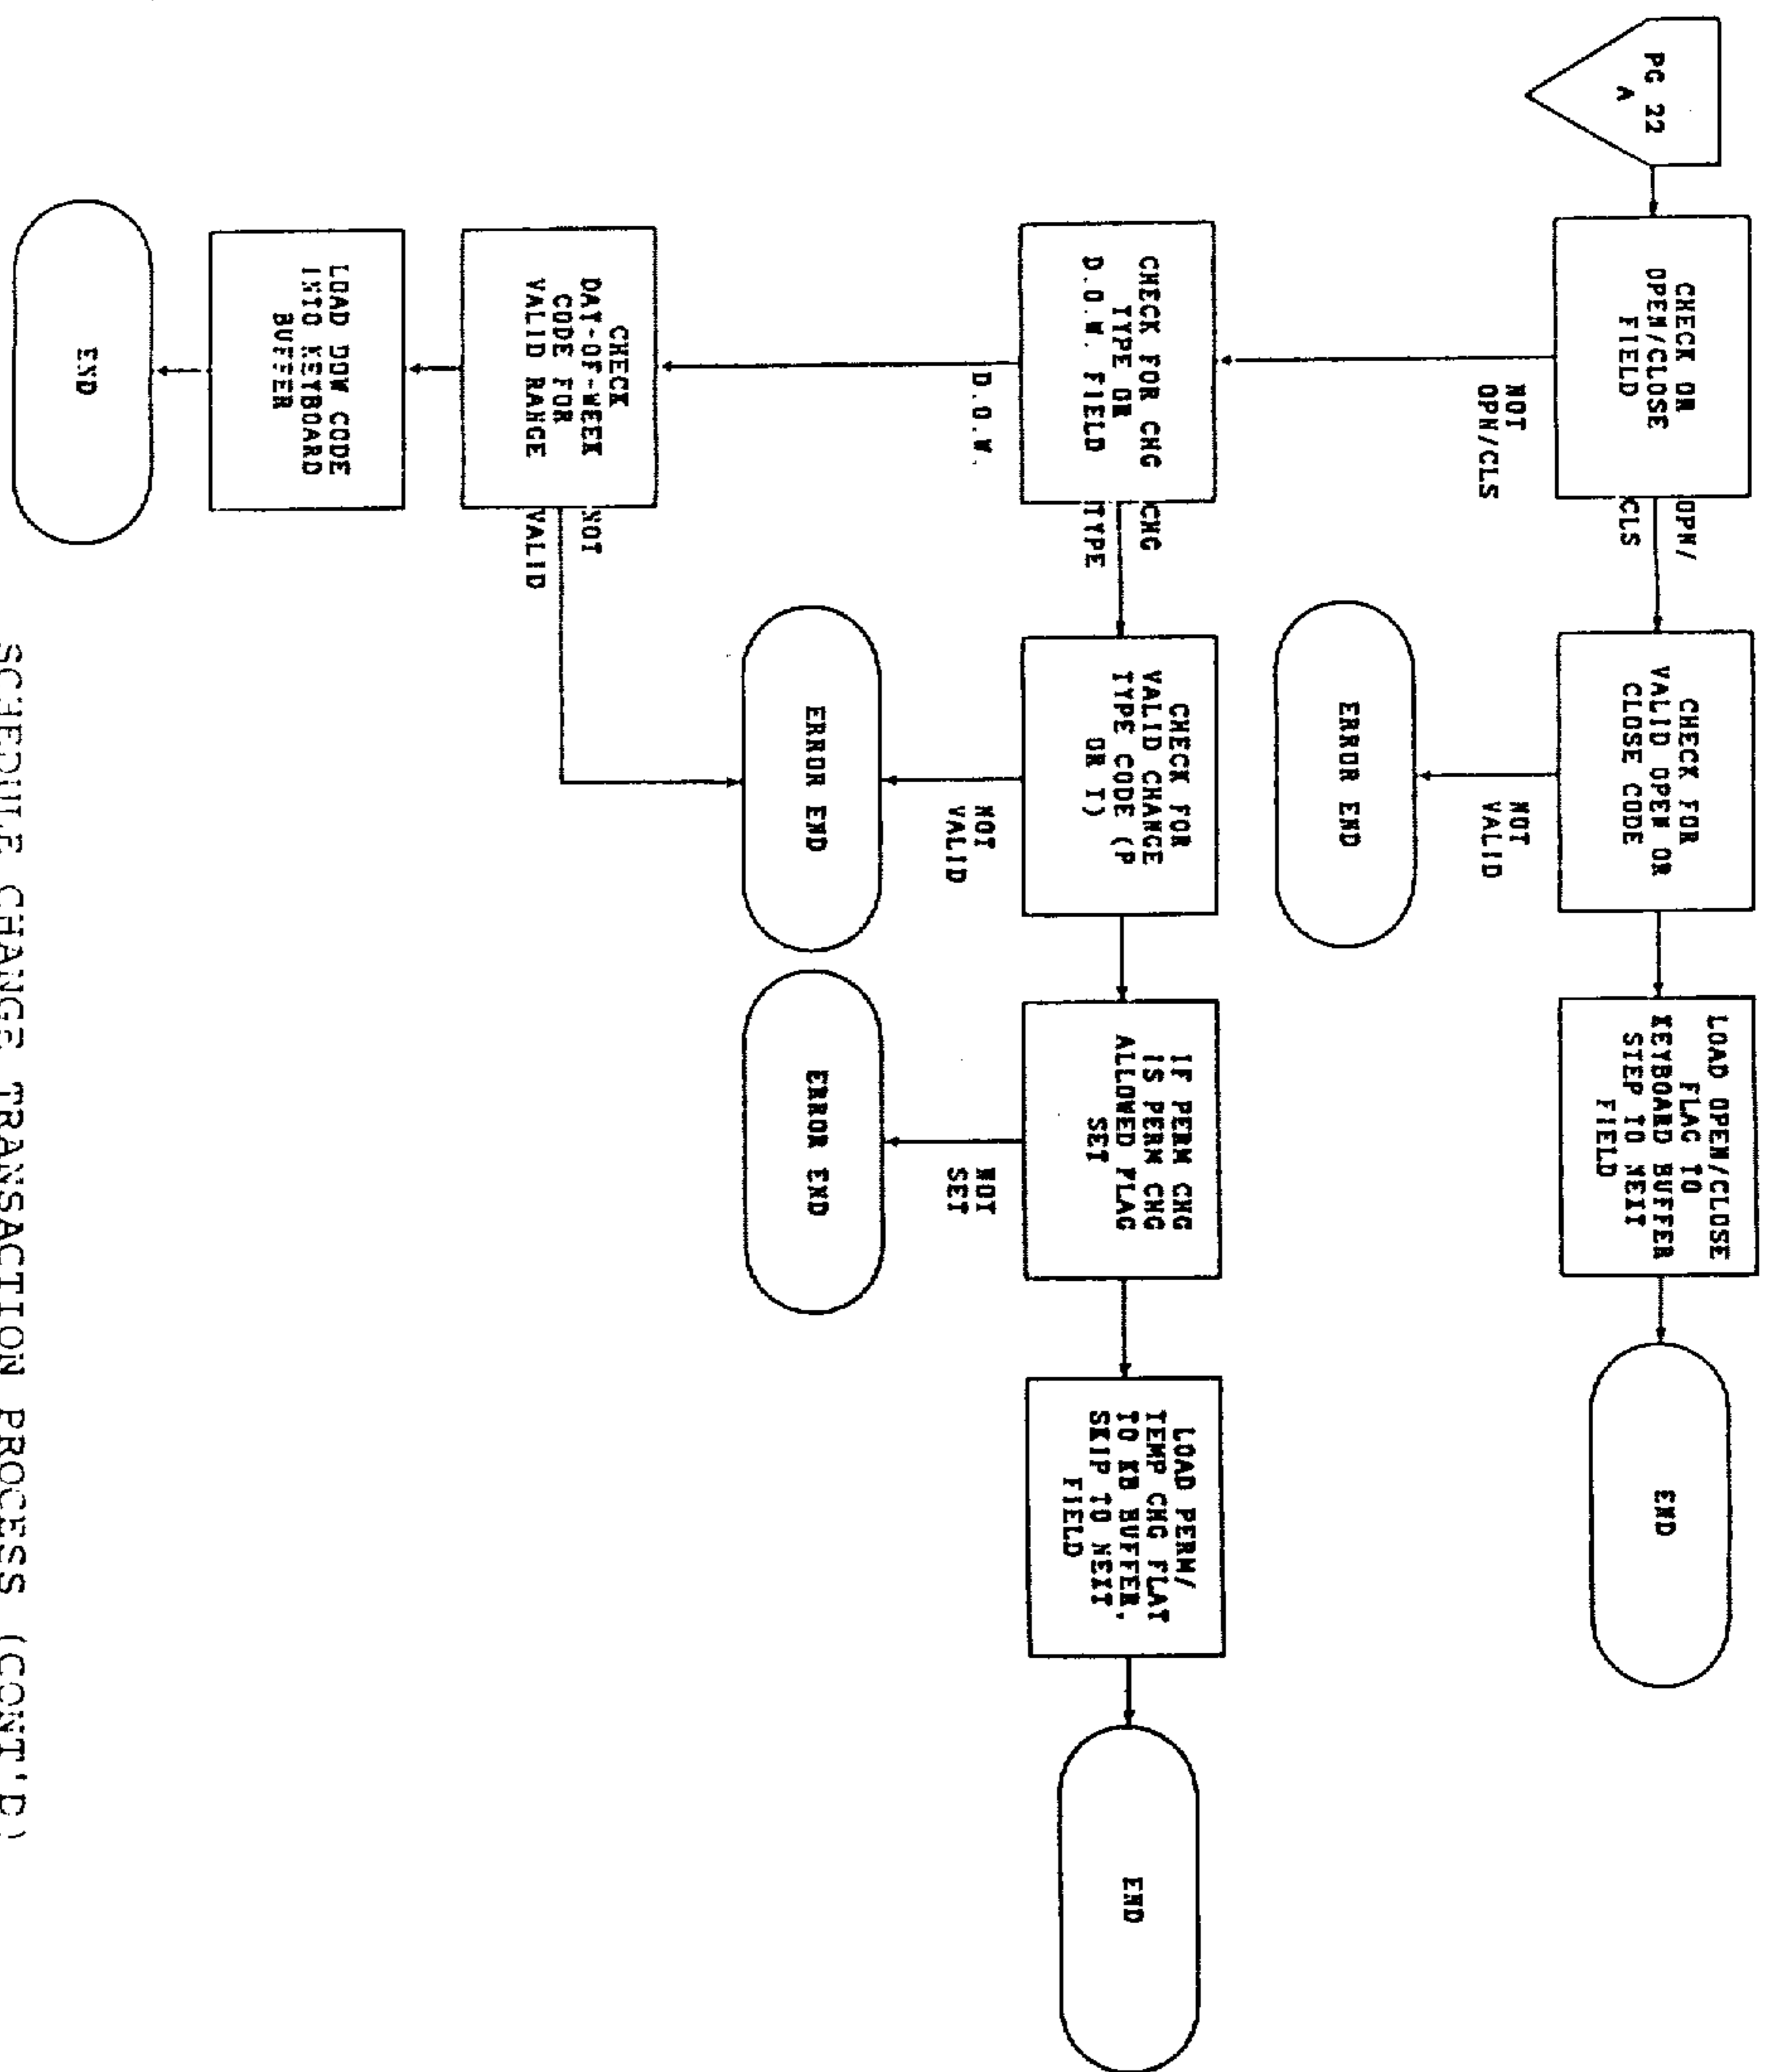 PG 22
A
CHECK ON
OPEN/CLOSE
FIELD
OPN/
CLS
CHECK FOR
VALID OPEN OR
CLOSE CODE
LOAD OPEN/CLOSE
FLAG TO
KEYBOARD BUFFER
STEP TO NEXT
FIELD
END
NOT
OPN/CLS
NOT
VALID
ERROR END
CHECK FOR CHG
TYPE OR
D.O.W. FIELD
CHG
TYPE
CHECK FOR
VALID CHANGE
TYPE CODE (P
OR T)
IF PERM CHG
IS PERM CHG
ALLOWED FLAG
SET
LOAD PERM/
TEMP CHG FLAT
TO KB BUFFER,
SKIP TO NEXT
FIELD
END
D.O.W.
NOT
VALID
NOT
SET
ERROR END
ERROR END
CHECK
DAY-OF-WEEK
CODE FOR
VALID RANGE
NOT
VALID
LOAD DOW CODE
INTO KEYBOARD
BUFFER
END
SCHEDULE CHANGE TRANSACTION PROCESS (CONT'D)